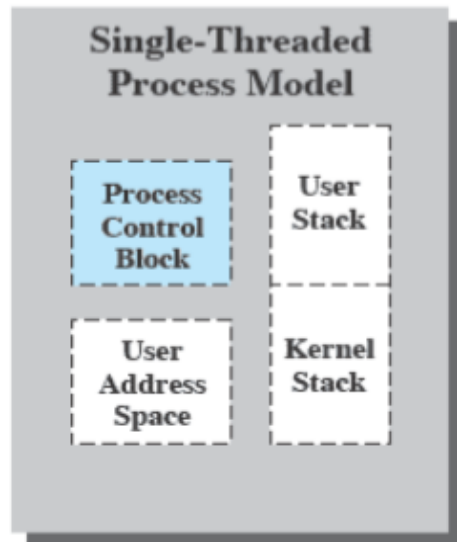 Single-Threaded
Process Model
Process
Control
Block
User
Stack
User
Address
Space
Kernel
Stack